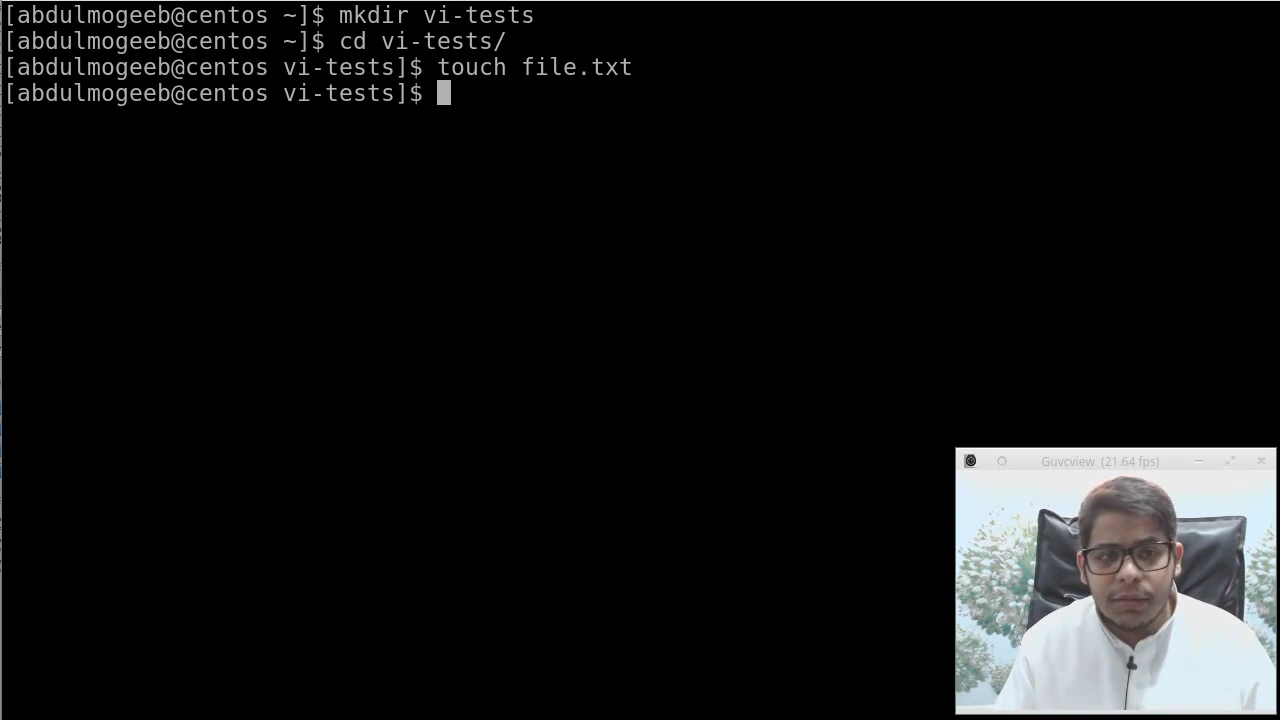 [abdulmogeeb@centos ~]$ mkdir vi-tests
[abdulmogeeb@centos ~]$ cd vi-tests/
[abdulmogeeb@centos vi-tests]$ touch file.txt
[abdulmogeeb@centos vi-tests]$
Guvcview (21.64 fps)